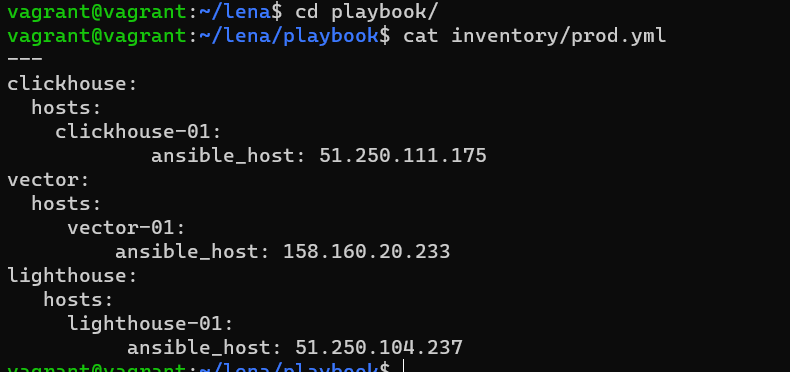 vagrant@vagrant:~/lena$ cd playbook/
vagrant@vagrant:~/lena/playbook$ cat inventory/prod.yml
---
clickhouse:
  hosts:
    clickhouse-01:
            ansible_host: 51.250.111.175
vector:
  hosts:
     vector-01:
         ansible_host: 158.160.20.233
lighthouse:
   hosts:
     lighthouse-01:
          ansible_host: 51.250.104.237
vagrant@vagrant:~/lena/playbook$